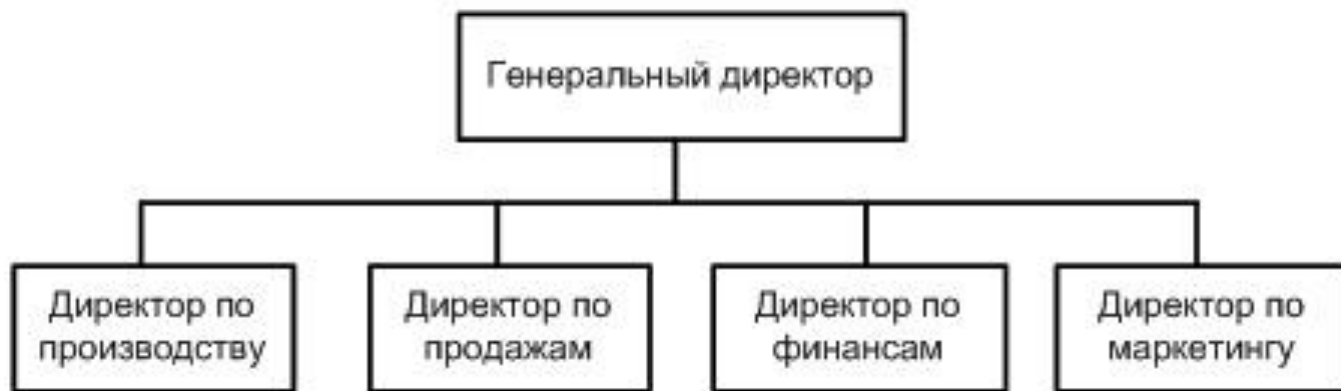 Генеральный директор
Директор по
производству
Директор по
продажам
Директор по
финансам
Директор по
маркетингу